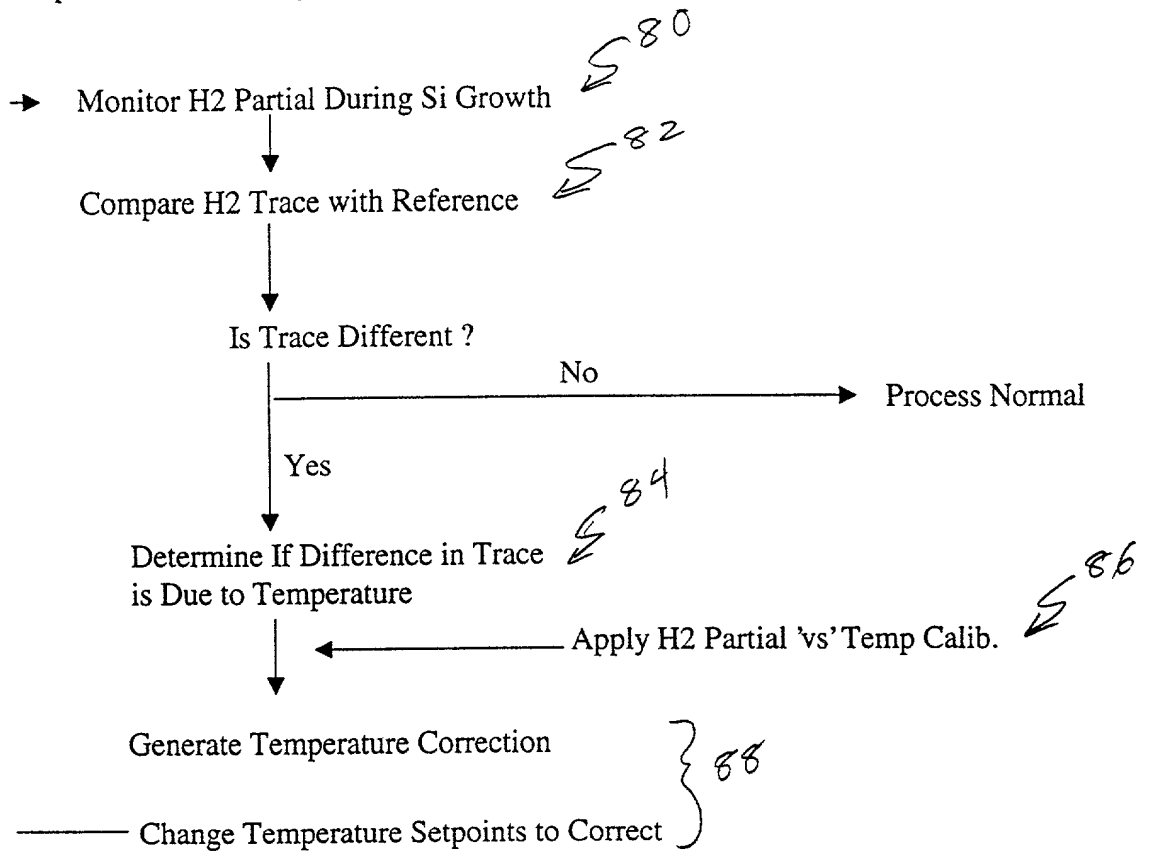 80
Monitor H2 Partial During Si Growth
82
Compare H2 Trace with Reference
Is Trace Different ?
No
Process Normal
Yes
84
Determine If Difference in Trace
is Due to Temperature
86
Apply H2 Partial 'vs' Temp Calib.
Generate Temperature Correction
88
Change Temperature Setpoints to Correct